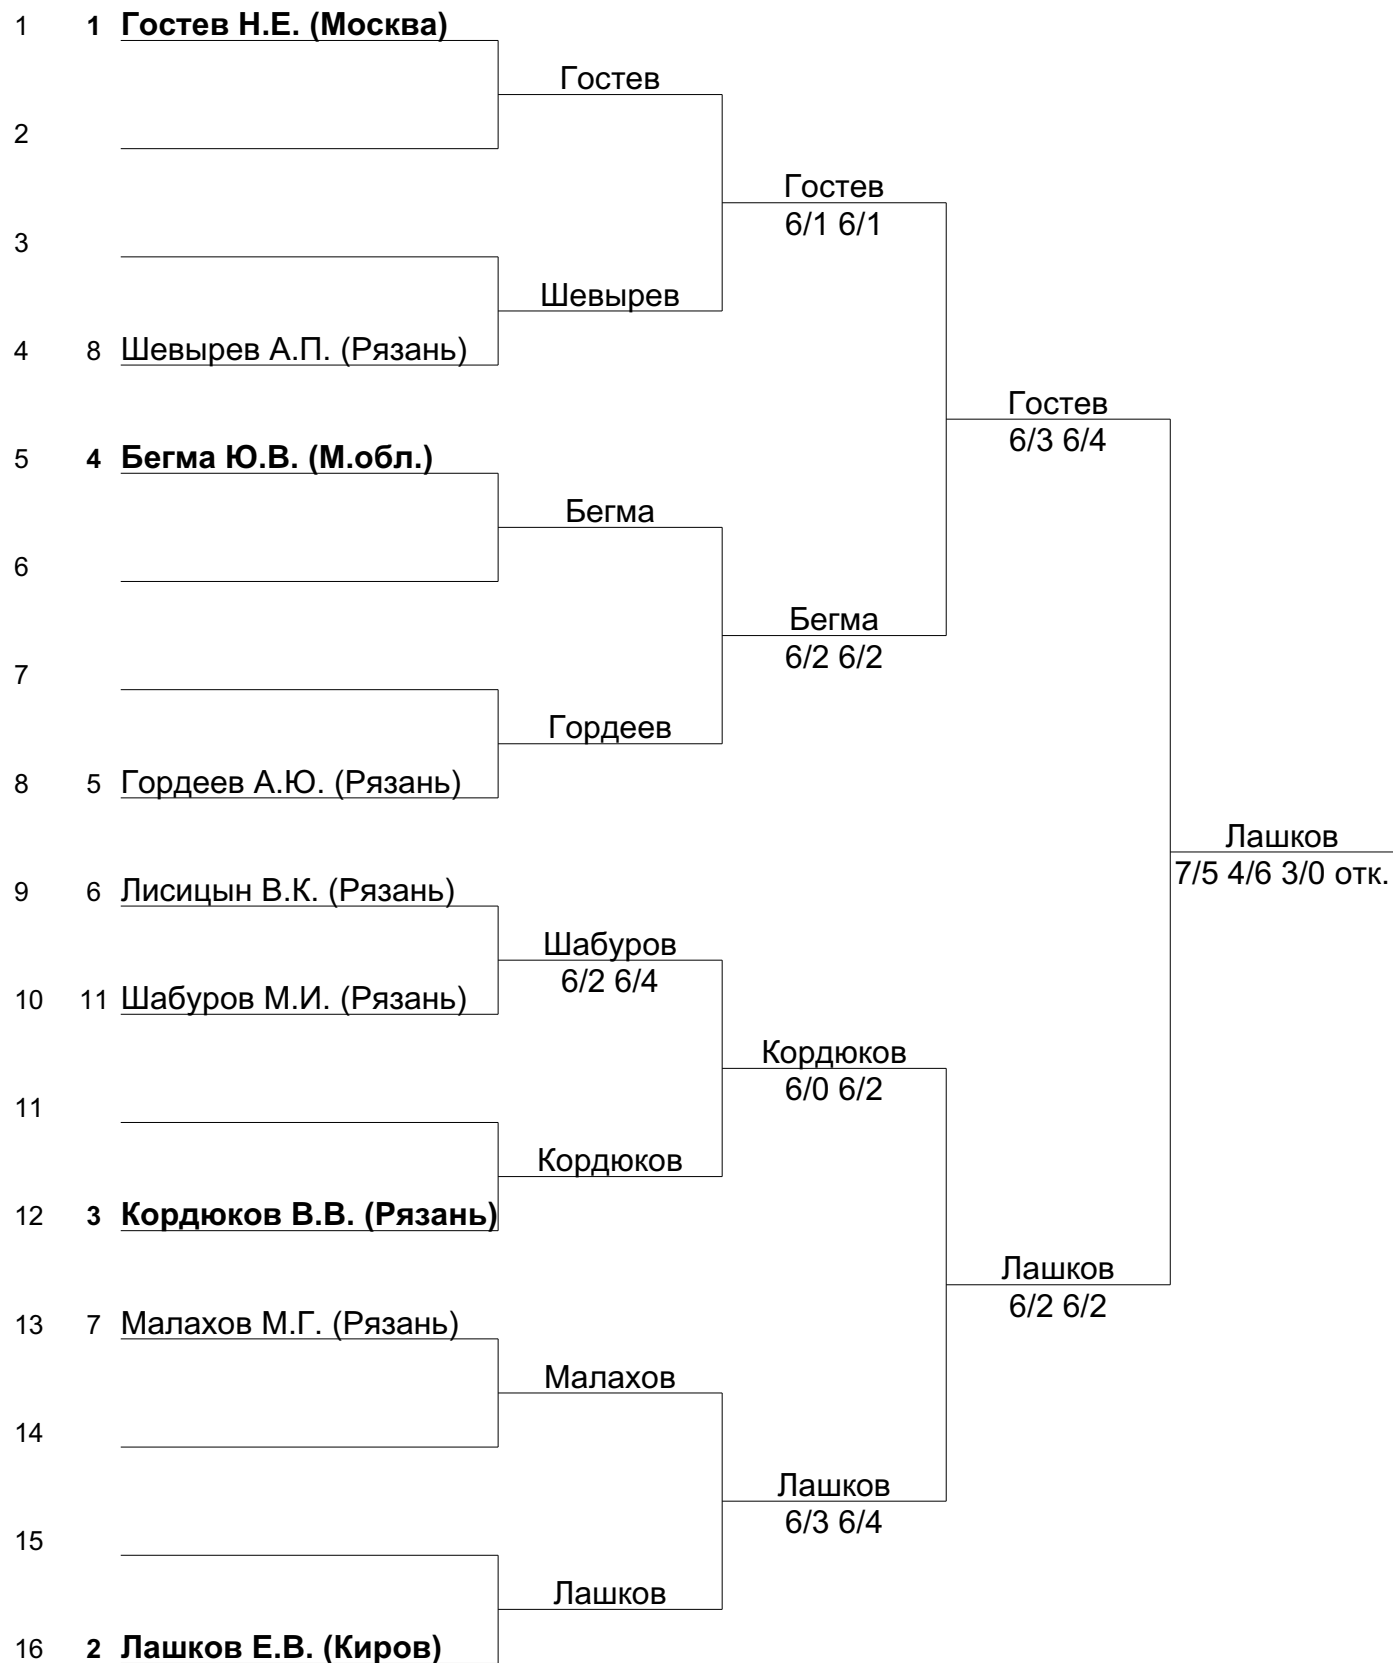 1 1 Гостев Н.Е. (Москва)
Гостев
2
Гостев
6/1 6/1
3
Шевырев
4 8 Шевырев А.П. (Рязань)
Гостев
6/3 6/4
5 4 Бегма Ю.В. (М.обл.)
Бегма
6
Бегма
6/2 6/2
7
Гордеев
8 5 Гордеев А.Ю. (Рязань)
Лашков
7/5 4/6 3/0 отк.
9 6 Лисицын В.К. (Рязань)
Шабуров
6/2 6/4
10 11 Шабуров М.И. (Рязань)
Кордюков
6/0 6/2
11
Кордюков
12 3 Кордюков В.В. (Рязань)
Лашков
6/2 6/2
13 7 Малахов М.Г. (Рязань)
Малахов
14
Лашков
6/3 6/4
15
Лашков
16 2 Лашков Е.В. (Киров)